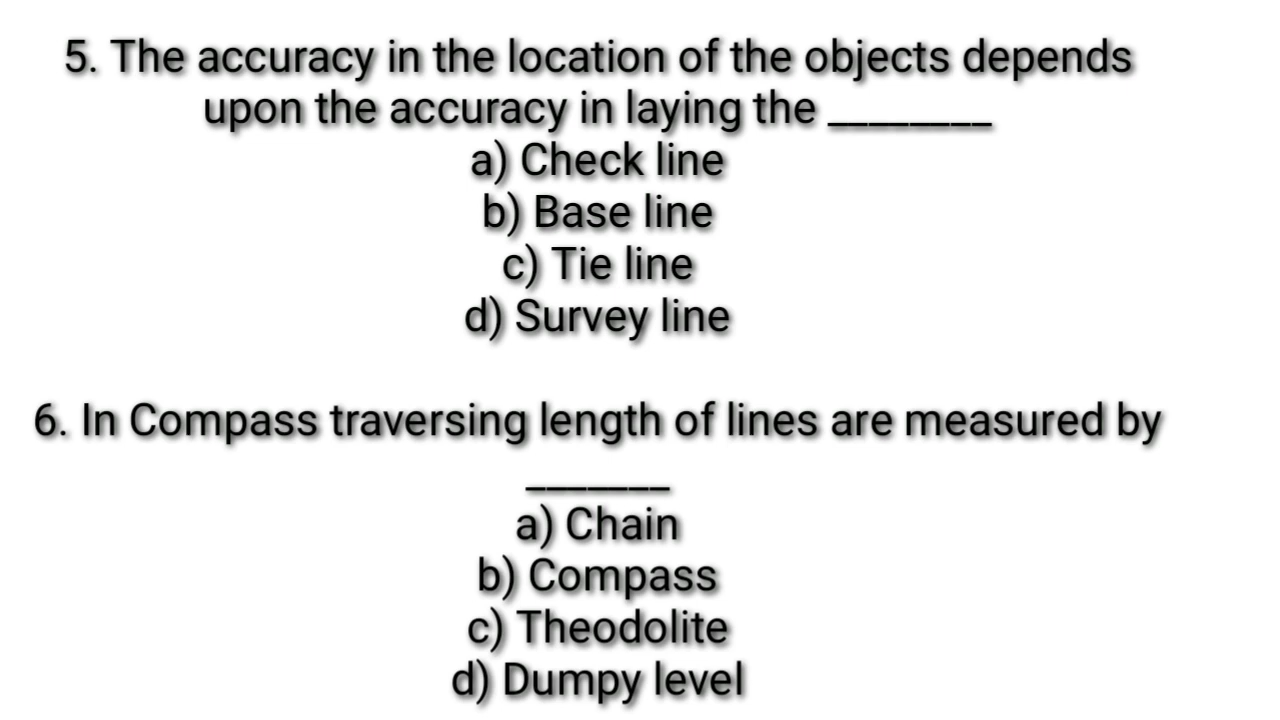 5. The accuracy in the location of the objects depends
upon the accuracy in laying the ________
a) Check line
b) Base line
c) Tie line
d) Survey line
6. In Compass traversing length of lines are measured by
_______
a) Chain
b) Compass
c) Theodolite
d) Dumpy level